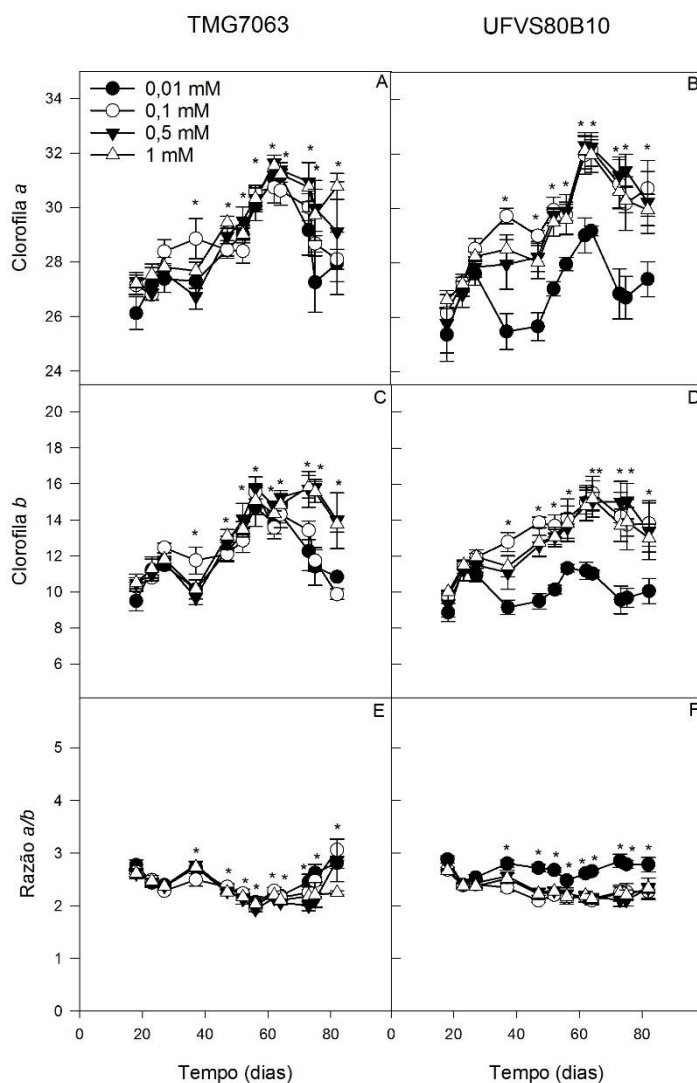 TMG7063 UFVS80B10
A B
0,01 mM
0,1 mM
0,5 mM
1 mM
Clorofila a
34
32
30
28
26
24
* * * * * * * *
* * * * * * * * *
C D
Clorofila b
20
18
16
14
12
10
8
6
* * * * * * * * *
* * * * ** * * *
E F
Razão a/b
5
4
3
2
1
0
* * * * * * * * *
* * * * * * * * *
0 20 40 60 80 0 20 40 60 80
Tempo (dias) Tempo (dias)